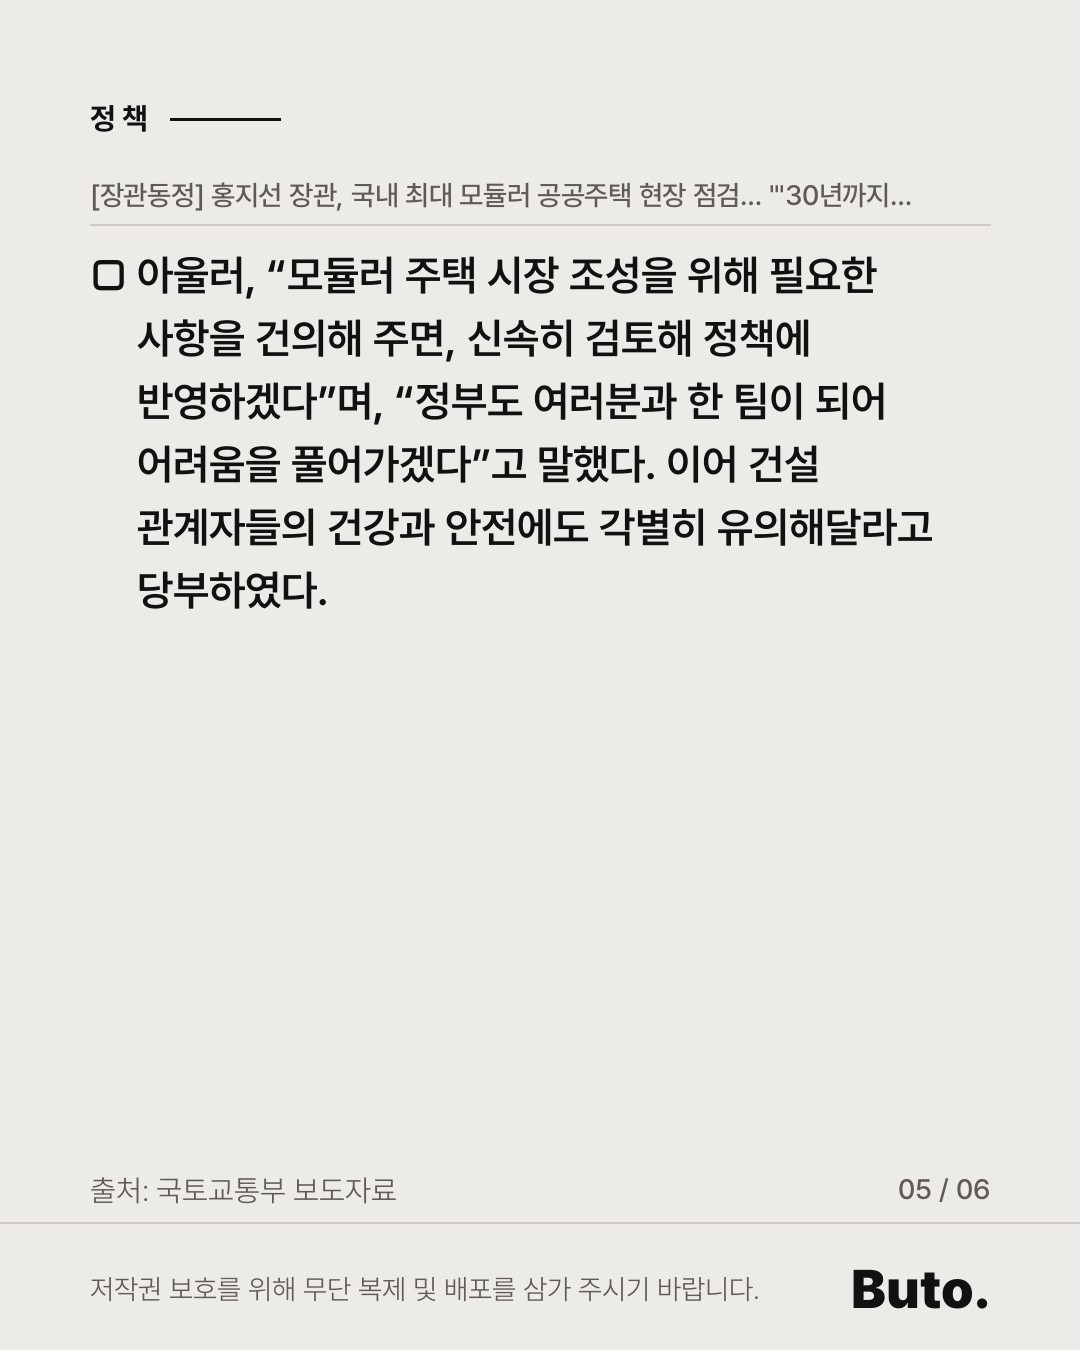 정책
[장관동정] 홍지선 장관, 국내 최대 모듈러 공공주택 현장 점검... "'30년까지...
□ 아울러, “모듈러 주택 시장 조성을 위해 필요한
사항을 건의해 주면, 신속히 검토해 정책에
반영하겠다”며, “정부도 여러분과 한 팀이 되어
어려움을 풀어가겠다”고 말했다. 이어 건설
관계자들의 건강과 안전에도 각별히 유의해달라고
당부하였다.
출처: 국토교통부 보도자료
05 / 06
저작권 보호를 위해 무단 복제 및 배포를 삼가 주시기 바랍니다.
Buto.